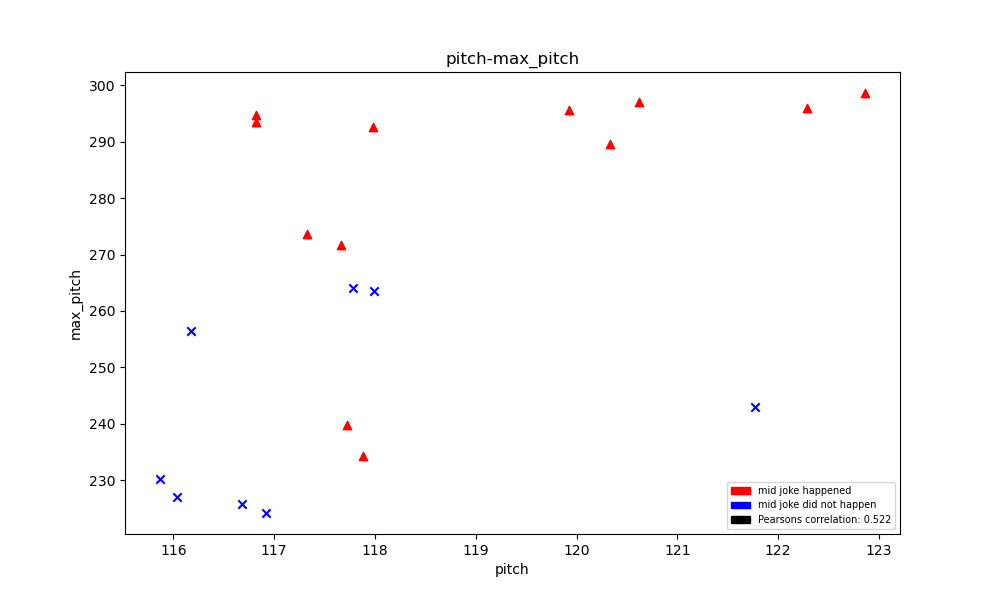 pitch-max_pitch
300
290
280
270
260
250
240
230
max_pitch
mid joke happened
mid joke did not happen
Pearsons correlation: 0.522
116 117 118 119 120 121 122 123
pitch